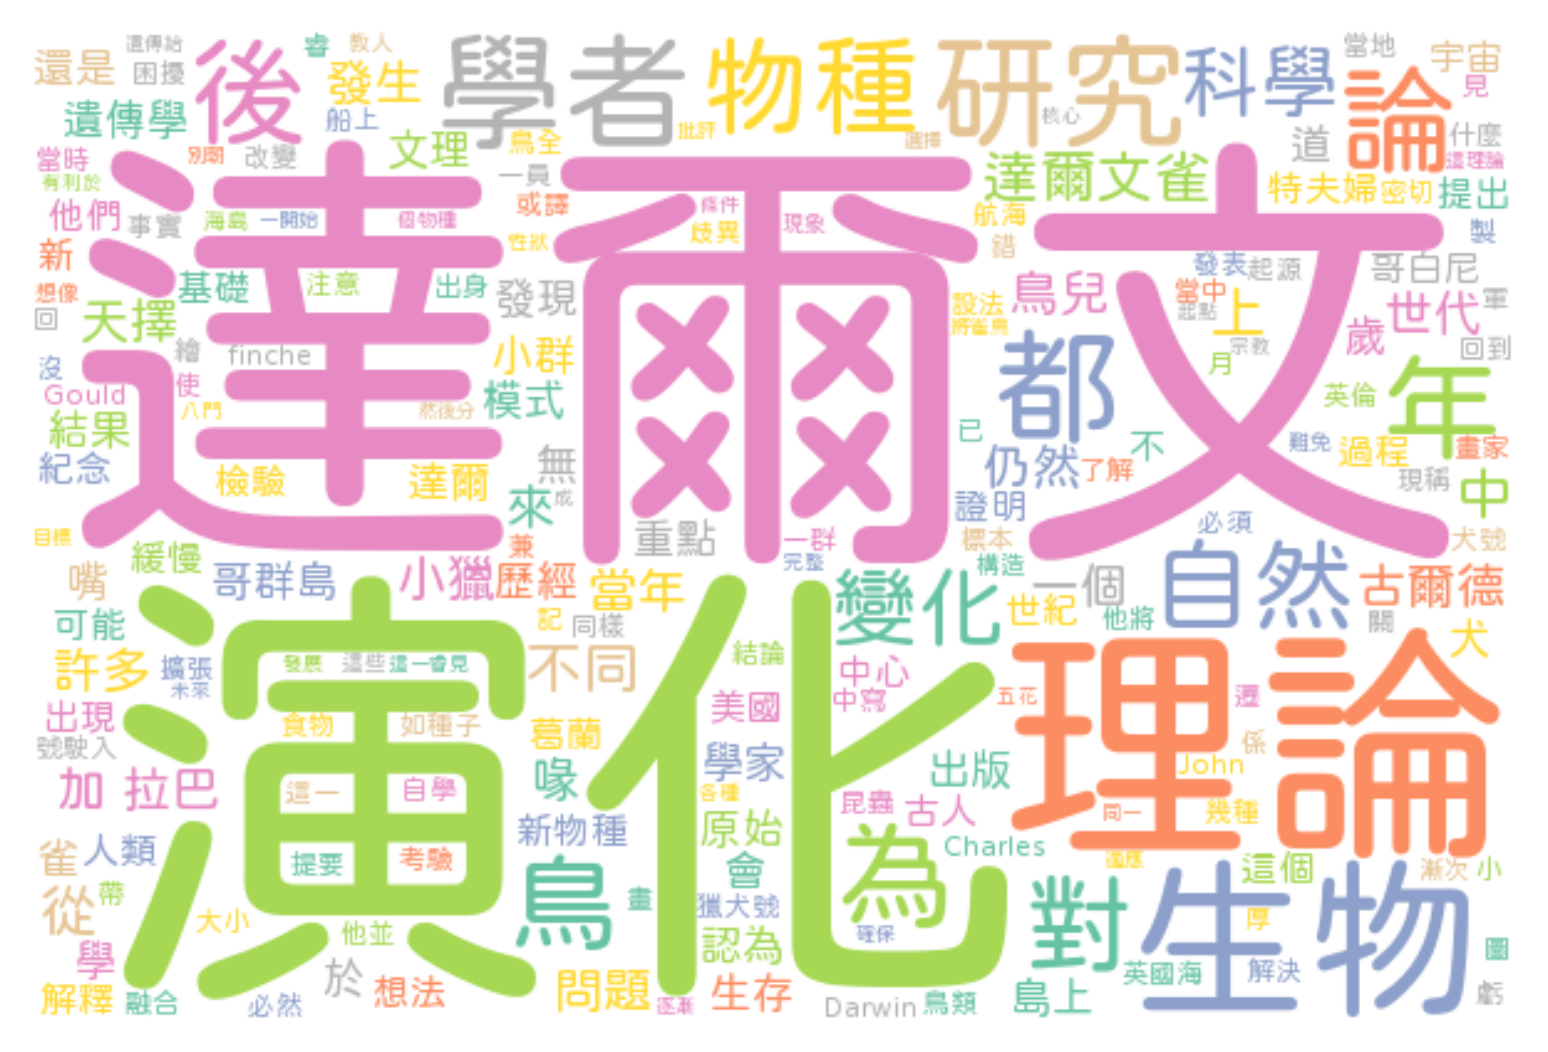 還是 遺傳給 困擾 後 睿 教人 發生 學者 物種 研究 科學 當地 宇宙 見
遺傳學 船上 文理 鳥全 批評 選擇 核心 論 道 什麼
當時 別期 改變 一員 達爾文雀 特夫婦 密切 提出 這理論
有利於 他們 事實 海島 一開始 個物種 或譯 條件 現象 航海 製
新 性狀 歧異 錯 發表 起源 哥白尼
想像 基礎 注意 出身 發現 鳥兒 當中 世代 軍
回 天擇 設法 起點 上 歲
達爾文
繪 finche 小群 將雀鳥 宗教 回到
沒 Gould 使 八門 然後分 模式 都 月 英倫 年
結果 已 不 難免 過程 畫家
紀念 檢驗 達爾 無 仍然 了解 現稱 中
來 成 證明 必須
目標 緩慢 兼 重點 一群 完整 標本 犬號
嘴 哥群島 小獵 歷經 當年 變化 構造 一個 自然 古爾德
可能 記 同樣 世紀 他將 關 犬
許多 擴張 未來 發展 這些 這一睿見 不同 結論 中心
演化
理論
出現 美國 中寫 五花 遷
號駛入 食物 如種子 葛蘭 學家 出版 係
加 拉巴 這一 自學 喙 各種 昆蟲 古人 John 同一 幾種
雀 人類 提要 考驗 新物種 原始 為 Charles 這個 漸次 小
從 帶 鳥 畫 會 獵犬號 對 生物 厚
學 大小 他並 認為 確保 英國海 解決 圖
解釋 融合 必然 於 想法 問題 逐漸 生存 Darwin 鳥類 島上 虧